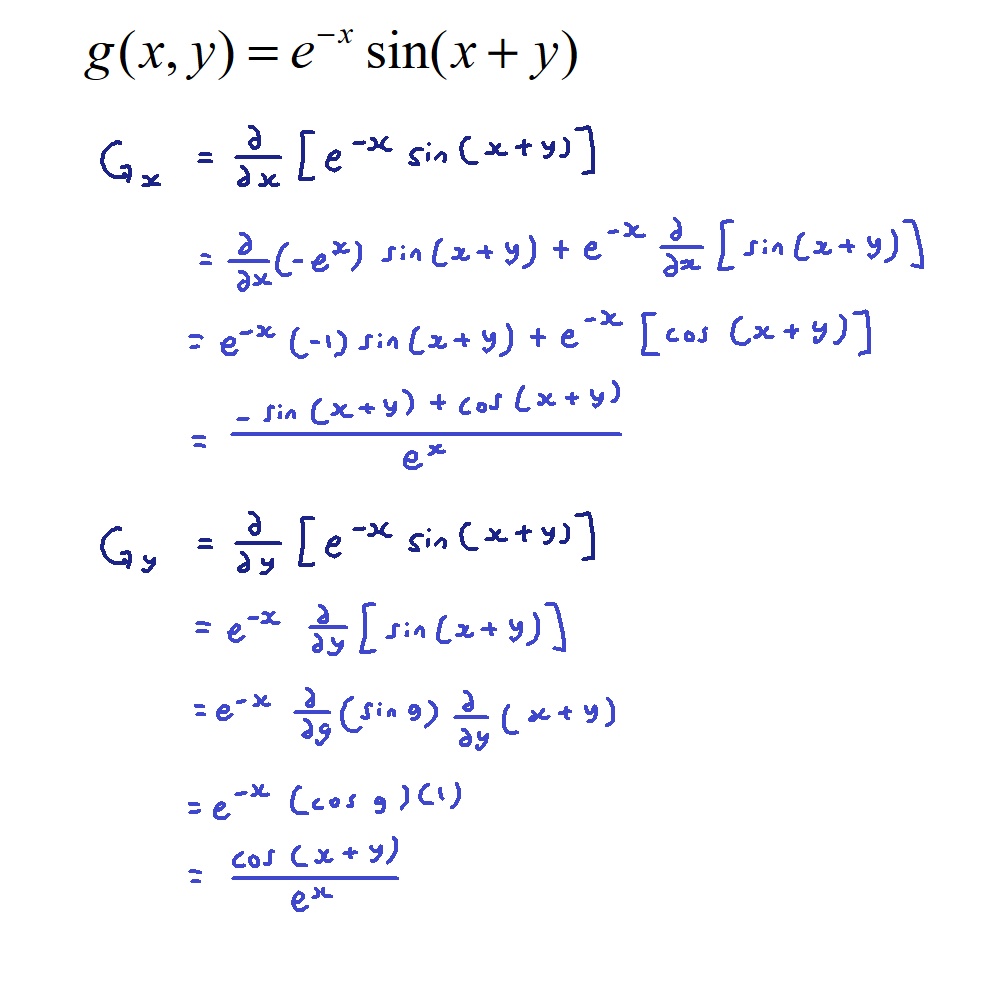 g(x, y) = e^{-x} sin(x + y)
G_x = ∂/∂x [e^{-x} sin(x+y)]
= ∂/∂x (-e^x) sin(x+y) + e^{-x} ∂/∂x [sin(x+y)]
= e^{-x} (-1) sin(x+y) + e^{-x} [cos (x+y)]
= (- sin (x+y) + cos (x+y)) / e^x
G_y = ∂/∂y [e^{-x} sin(x+y)]
= e^{-x} ∂/∂y [sin(x+y)]
= e^{-x} ∂/∂g (sin g) ∂/∂y (x+y)
= e^{-x} (cos g)(1)
= cos (x+y) / e^x